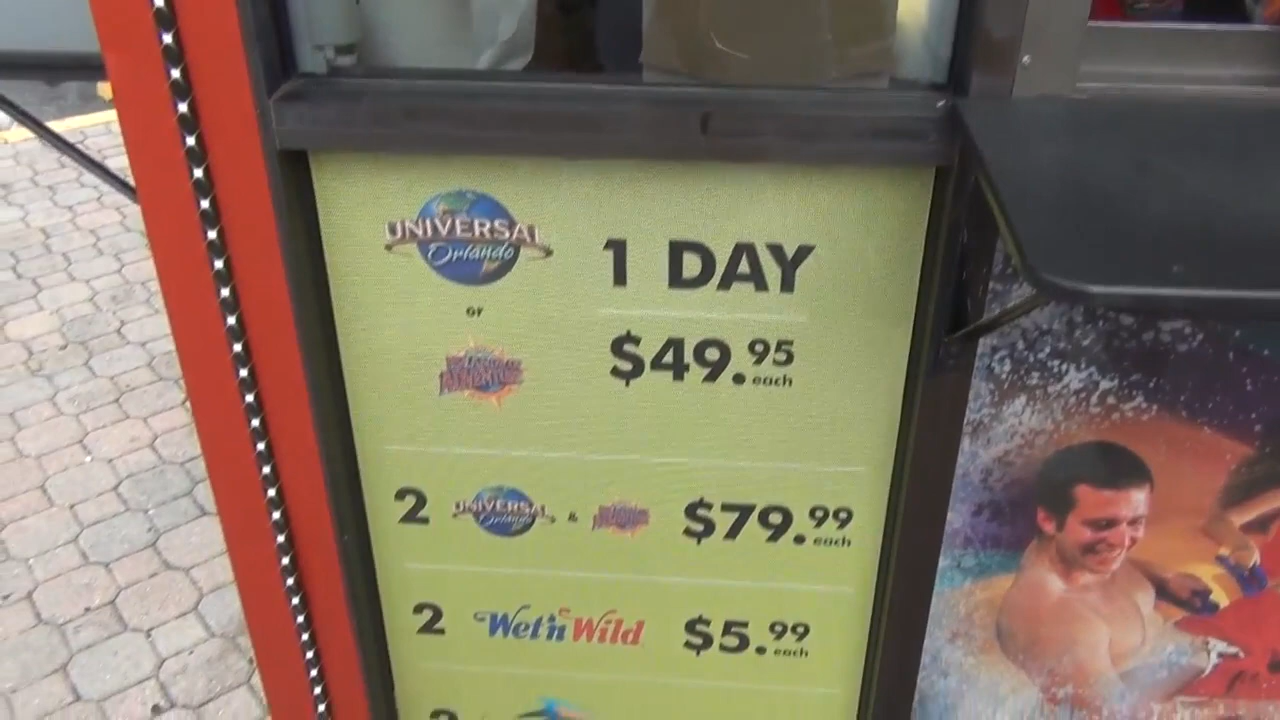 UNIVERSAL
Orlando
1 DAY
or
$49.95
each
2 UNIVERSAL Orlando & $79.99 each
2 Wet'n Wild $5.99 each
2